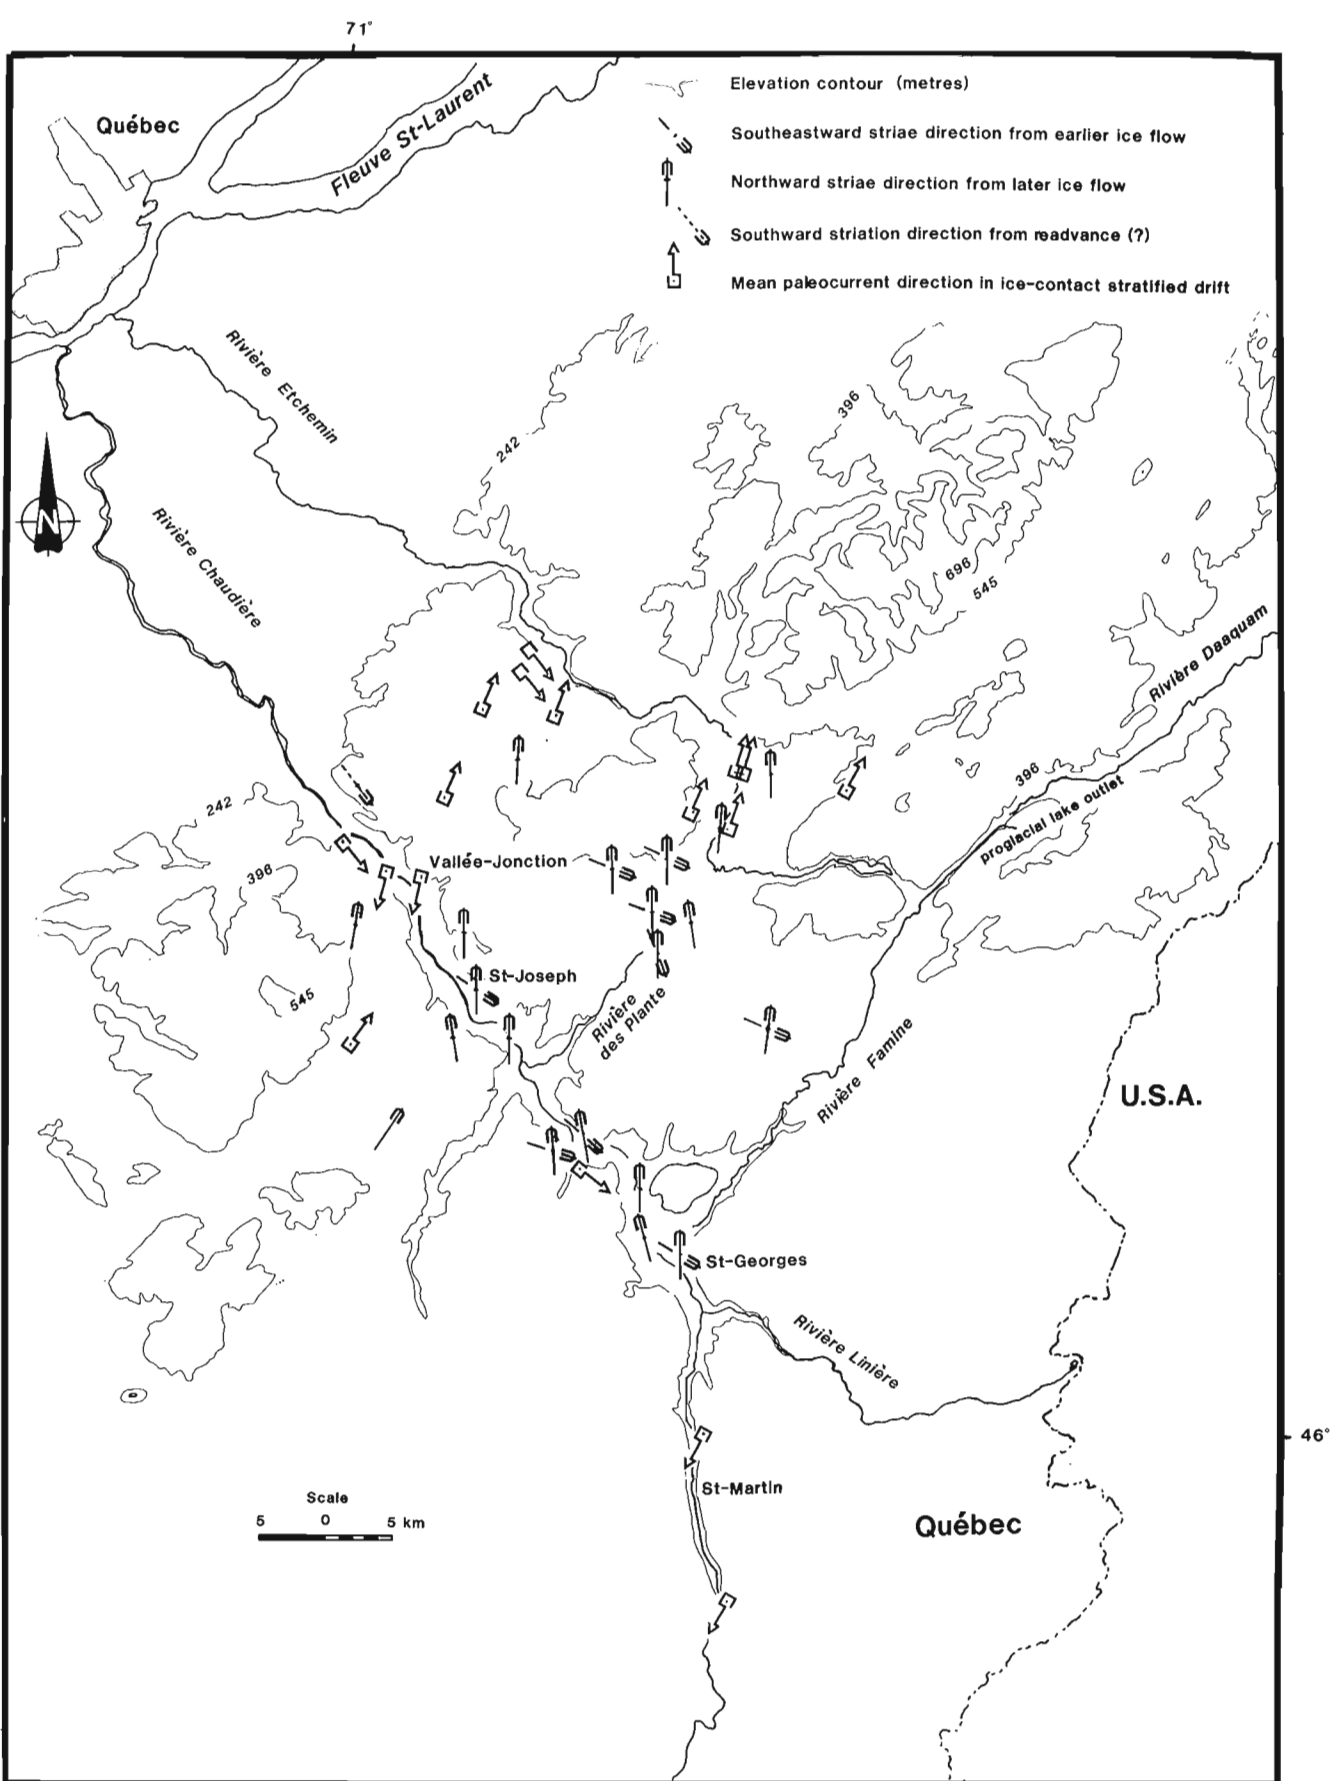 71°
Québec
Fleuve St-Laurent
Elevation contour (metres)
Southeastward striae direction from earlier ice flow
Northward striae direction from later ice flow
Southward striation direction from readvance (?)
Mean paleocurrent direction in ice-contact stratified drift
Rivière Etchemin
396
242
N
Rivière Chaudière
696
545
Rivière Daaquam
396
proglacial lake outlet
242
Vallée-Jonction
396
St-Joseph
545
Rivière
des Plante
Rivière Famine
U.S.A.
St-Georges
Rivière Linière
46°
St-Martin
Scale
5 0 5 km
Québec